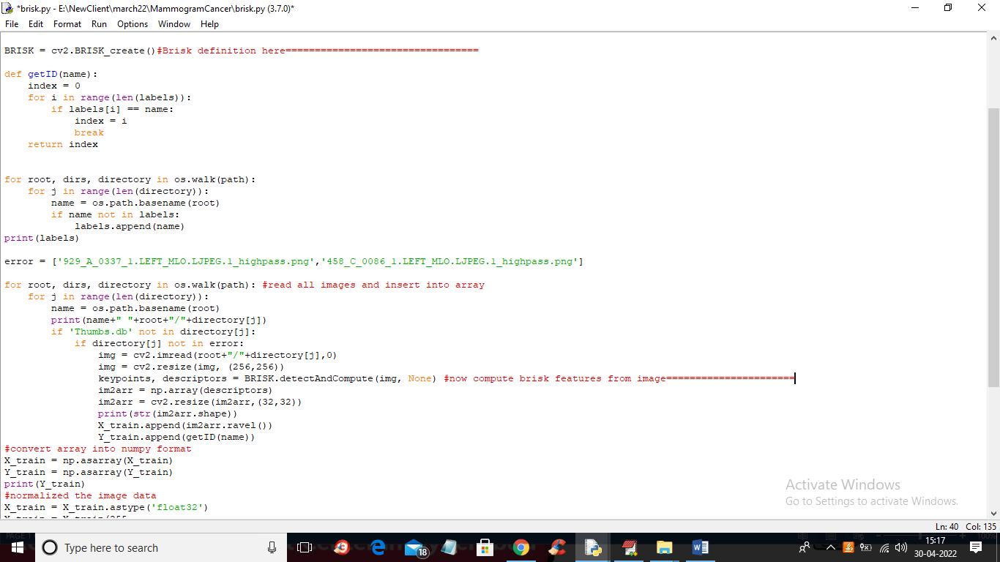 *brisk.py - E:\NewClient\march22\MammogramCancer\brisk.py (3.7.0)*
File Edit Format Run Options Window Help
BRISK = cv2.BRISK_create()#Brisk definition here=================================
def getID(name):
    index = 0
    for i in range(len(labels)):
        if labels[i] == name:
            index = i
            break
    return index
for root, dirs, directory in os.walk(path):
    for j in range(len(directory)):
        name = os.path.basename(root)
        if name not in labels:
            labels.append(name)
print(labels)
error = ['929_A_0337_1.LEFT_MLO.LJPEG.1_highpass.png','458_C_0086_1.LEFT_MLO.LJPEG.1_highpass.png']
for root, dirs, directory in os.walk(path): #read all images and insert into array
    for j in range(len(directory)):
        name = os.path.basename(root)
        print(name+" "+root+"/"+directory[j])
        if 'Thumbs.db' not in directory[j]:
            if directory[j] not in error:
                img = cv2.imread(root+"/"+directory[j],0)
                img = cv2.resize(img, (256,256))
                keypoints, descriptors = BRISK.detectAndCompute(img, None) #now compute brisk features from image======================
                im2arr = np.array(descriptors)
                im2arr = cv2.resize(im2arr,(32,32))
                print(str(im2arr.shape))
                X_train.append(im2arr.ravel())
                Y_train.append(getID(name))
#convert array into numpy format
X_train = np.asarray(X_train)
Y_train = np.asarray(Y_train)
print(Y_train)
#normalized the image data
X_train = X_train.astype('float32')
Activate Windows
Go to Settings to activate Windows.
Ln: 40 Col: 135
Type here to search
18
15:17
30-04-2022